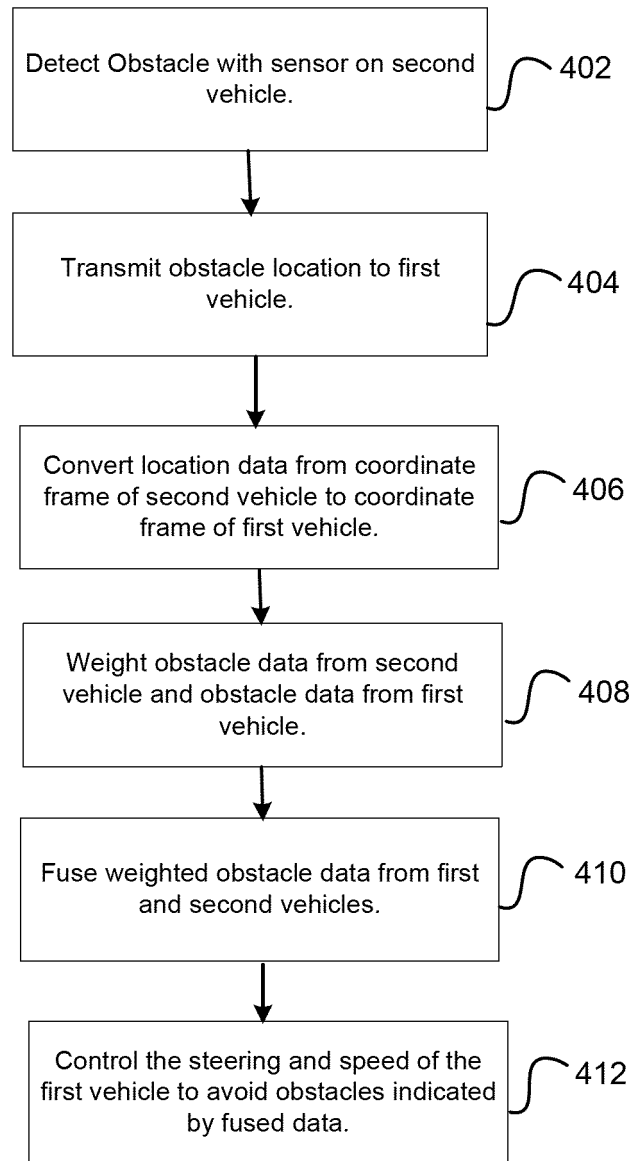 Detect Obstacle with sensor on second
vehicle.
402
Transmit obstacle location to first
vehicle.
404
Convert location data from coordinate
frame of second vehicle to coordinate
frame of first vehicle.
406
Weight obstacle data from second
vehicle and obstacle data from first
vehicle.
408
Fuse weighted obstacle data from first
and second vehicles.
410
Control the steering and speed of the
first vehicle to avoid obstacles indicated
by fused data.
412